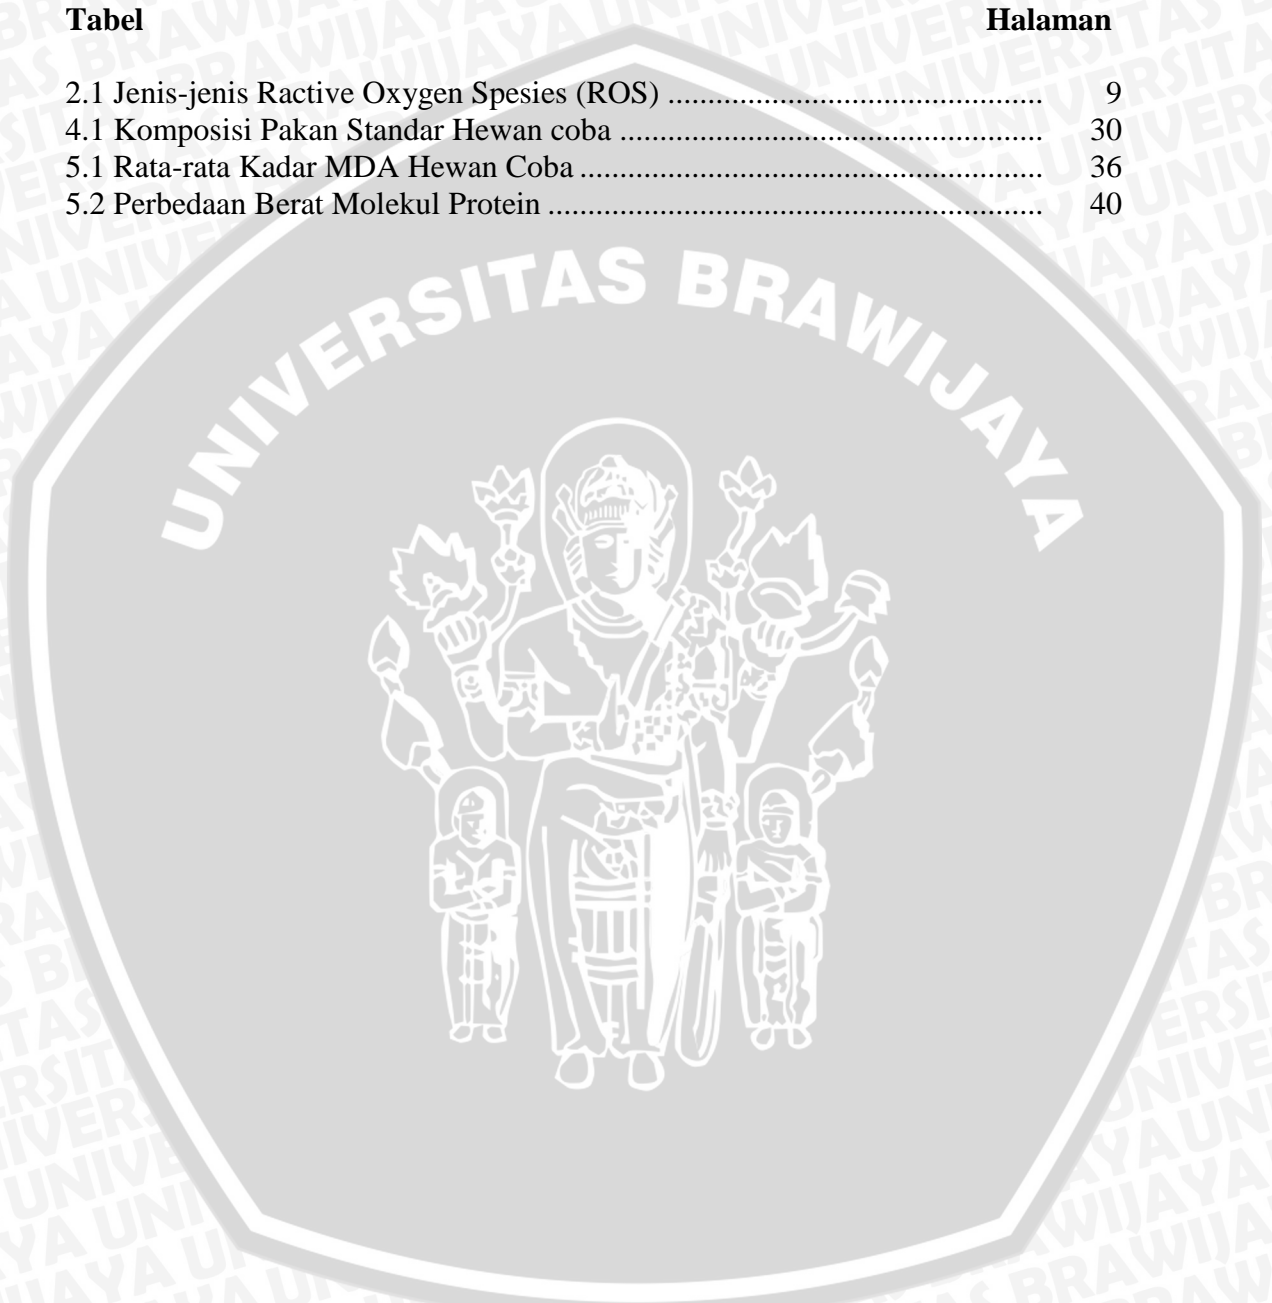 Tabel Halaman
2.1 Jenis-jenis Ractive Oxygen Spesies (ROS) ............................................... 9
4.1 Komposisi Pakan Standar Hewan coba ..................................................... 30
5.1 Rata-rata Kadar MDA Hewan Coba .......................................................... 36
5.2 Perbedaan Berat Molekul Protein .............................................................. 40
UNIVERSITAS BRAWIJAYA